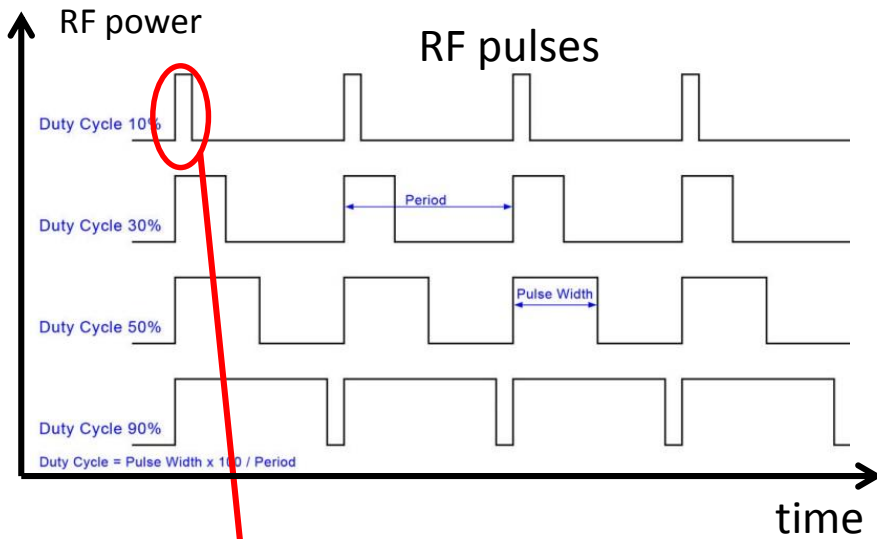 RF power
RF pulses
Duty Cycle 10%
Duty Cycle 30%
Period
Duty Cycle 50%
Pulse Width
Duty Cycle 90%
Duty Cycle = Pulse Width x 100 / Period
time